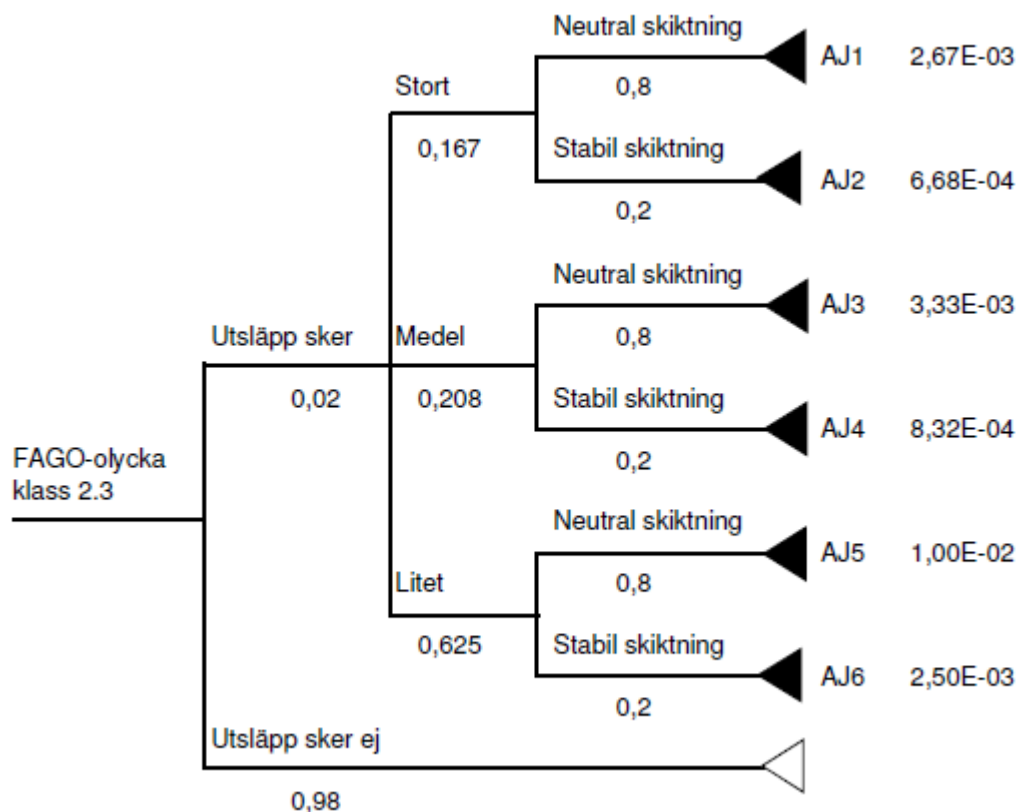 Neutral skiktning
AJ1 2,67E-03
Stort
0,8
0,167
Stabil skiktning
AJ2 6,68E-04
0,2
Neutral skiktning
AJ3 3,33E-03
Utsläpp sker
Medel
0,8
0,02
0,208
Stabil skiktning
AJ4 8,32E-04
0,2
FAGO-olycka
klass 2.3
Neutral skiktning
AJ5 1,00E-02
Litet
0,8
0,625
Stabil skiktning
AJ6 2,50E-03
0,2
Utsläpp sker ej
0,98